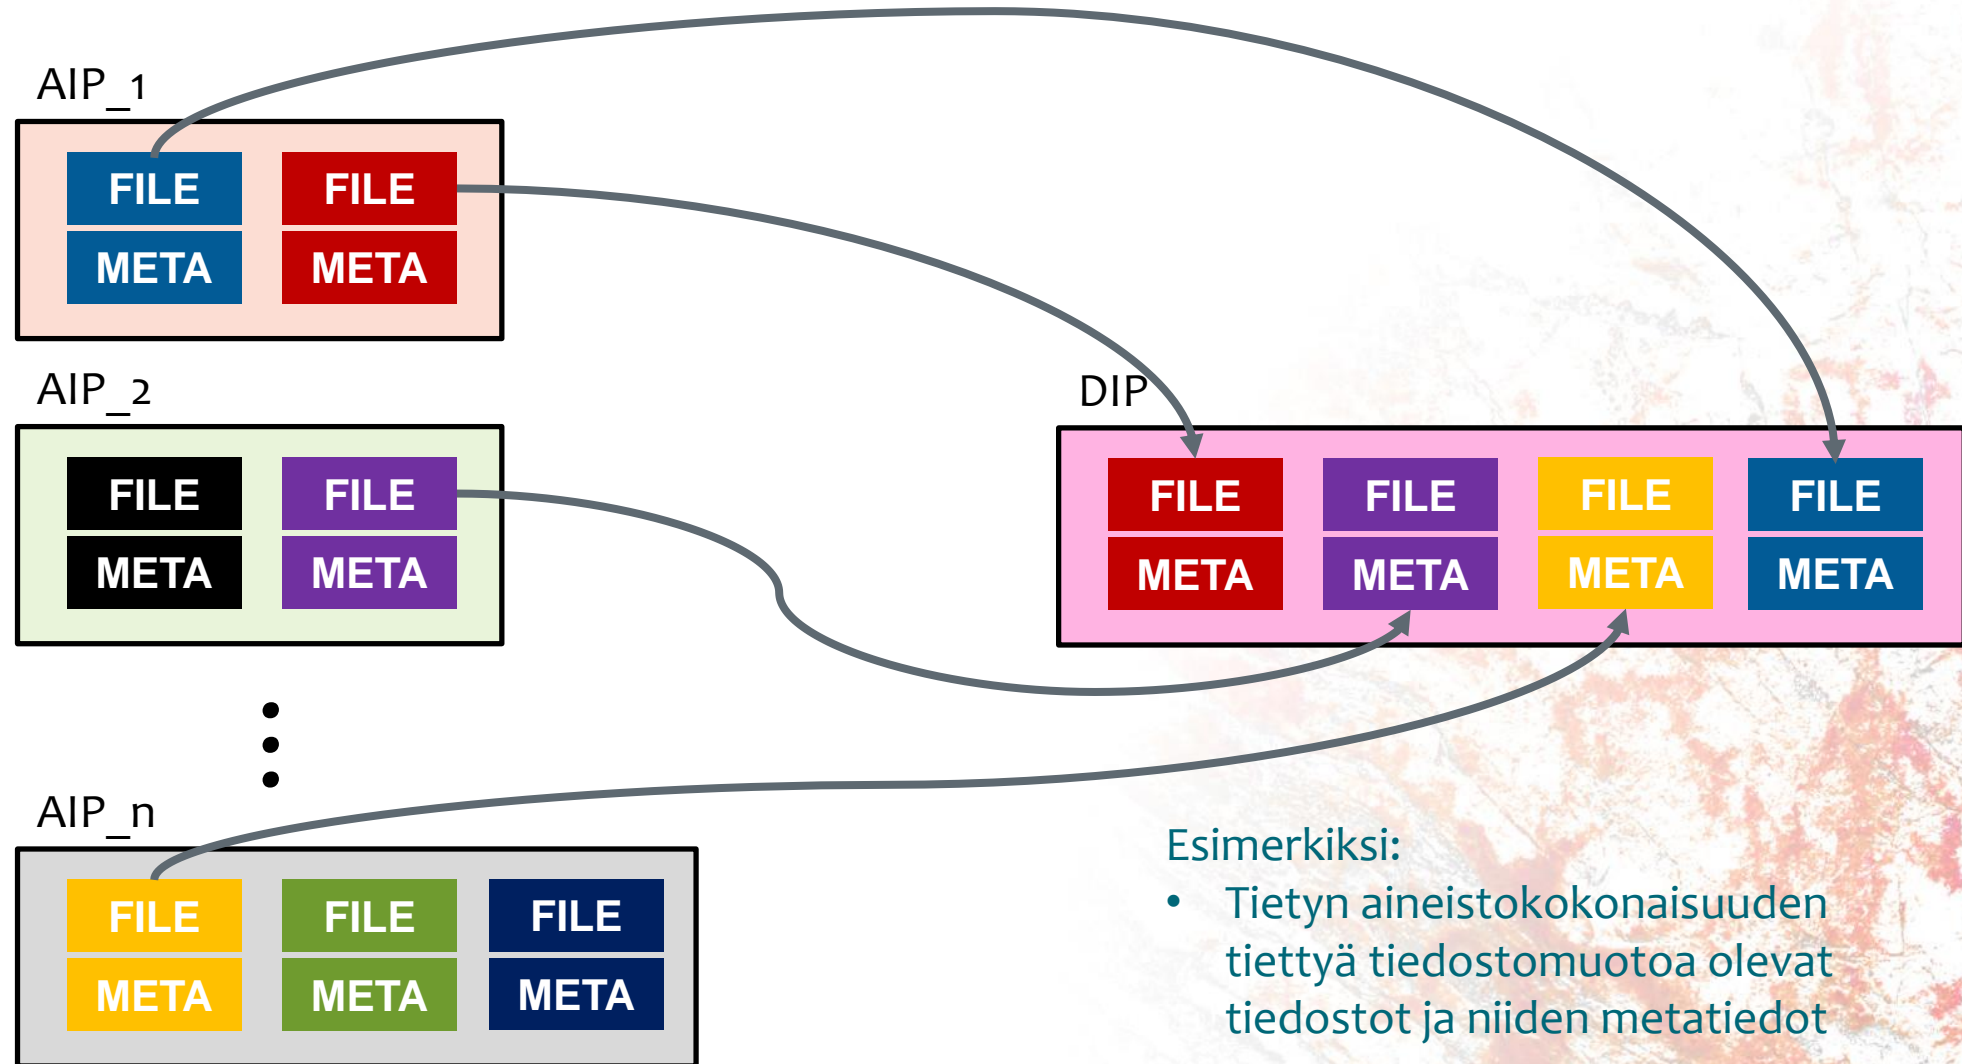 AIP_1
FILE FILE
META META
AIP_2
FILE FILE
META META
DIP
FILE FILE FILE FILE
META META META META
AIP_n
FILE FILE FILE
META META META
Esimerkiksi:
• Tietyn aineistokokonaisuuden
tiettyä tiedostomuotoa olevat
tiedostot ja niiden metatiedot